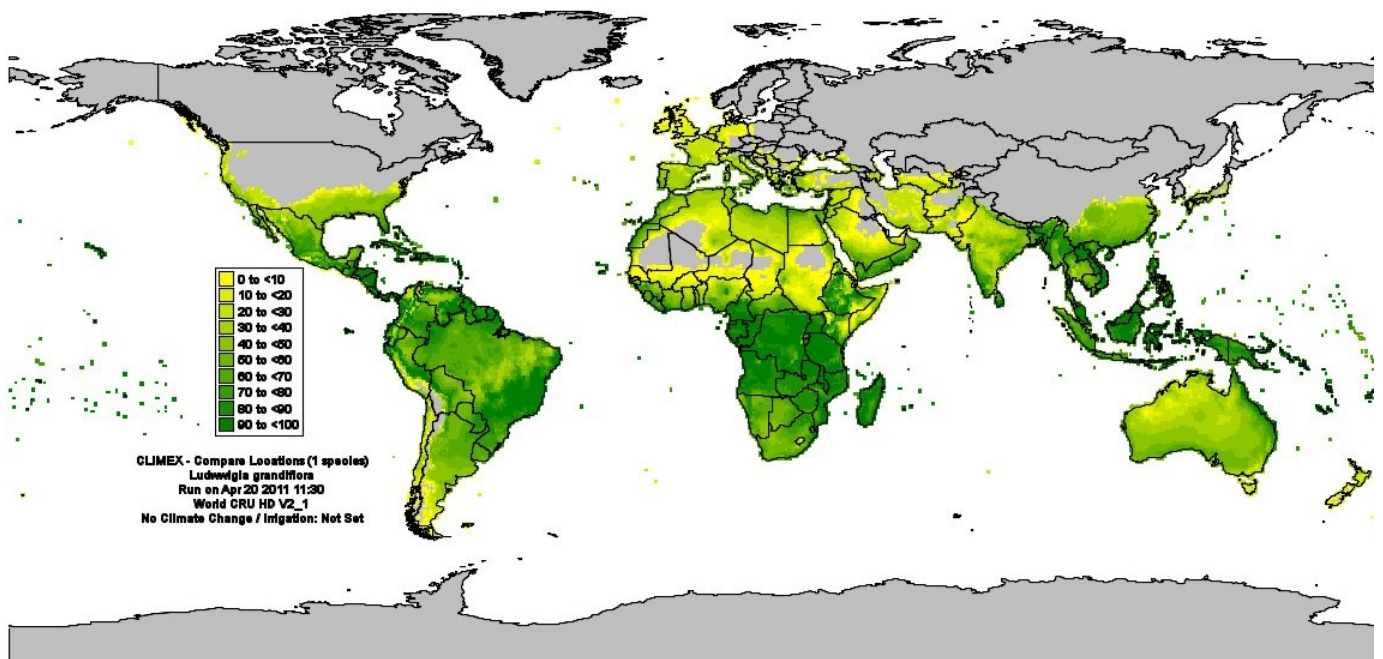 0 to <10
10 to <20
20 to <30
30 to <40
40 to <50
50 to <60
60 to <70
70 to <80
80 to <90
90 to <100
CLIMEX - Compare Locations (1 species)
Ludwwigia grandiflora
Run on Apr 20 2011 11:30
World CRU HD V2_1
No Climate Change / Irrigation: Not Set